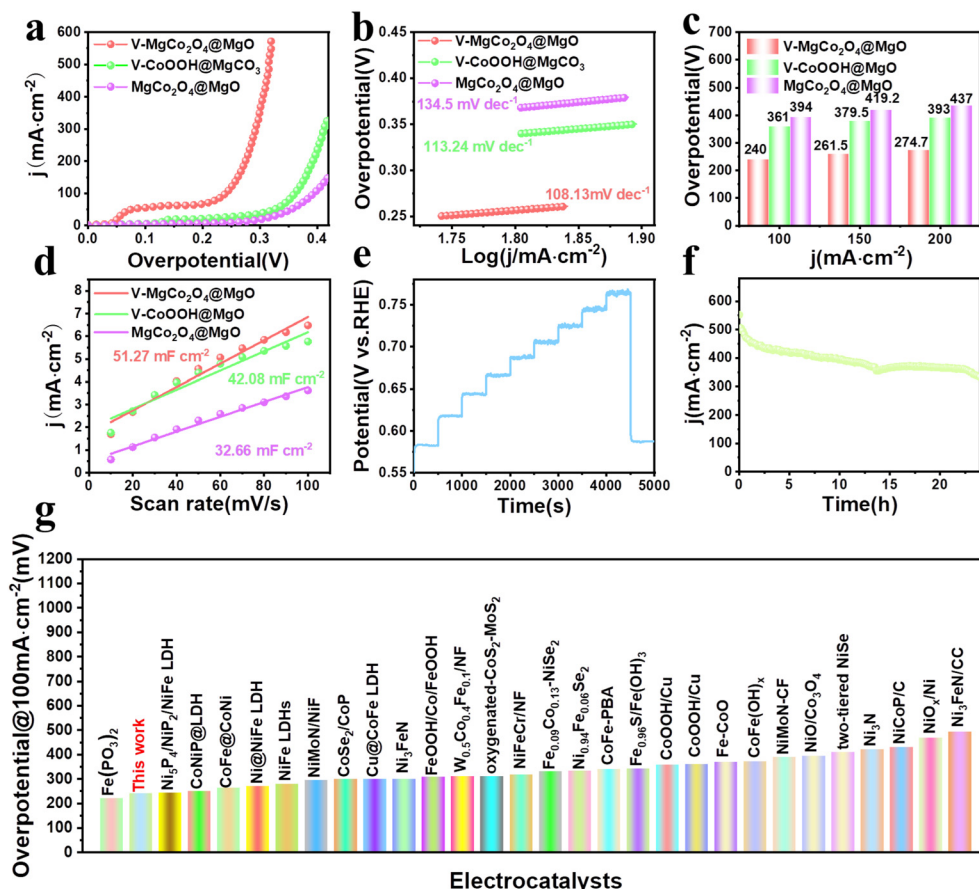 a
j (mA·cm⁻²)
600
500
400
300
200
100
0
V-MgCo₂O₄@MgO
V-CoOOH@MgCO₃
MgCo₂O₄@MgO
0.0 0.1 0.2 0.3 0.4
Overpotential(V)
b
Overpotential(V)
0.45
0.40
0.35
0.30
0.25
V-MgCo₂O₄@MgO
V-CoOOH@MgCO₃
MgCo₂O₄@MgO
134.5 mV dec⁻¹
113.24 mV dec⁻¹
108.13mV dec⁻¹
1.75 1.80 1.85 1.90
Log(j/mA·cm⁻²)
c
Overpotential(V)
900
750
600
450
300
150
0
V-MgCo₂O₄@MgO
V-CoOOH@MgO
MgCo₂O₄@MgO
240 361 394 261.5 379.5 419.2 274.7 393 437
100 150 200
j(mA·cm⁻²)
d
j (mA·cm⁻²)
8
7
6
5
4
3
2
1
0
V-MgCo₂O₄@MgO
V-CoOOH@MgO
MgCo₂O₄@MgO
51.27 mF cm⁻²
42.08 mF cm⁻²
32.66 mF cm⁻²
20 40 60 80 100
Scan rate(mV/s)
e
Potential(V vs.RHE)
0.75
0.70
0.65
0.60
0.55
0 1000 2000 3000 4000 5000
Time(s)
f
j(mA·cm⁻²)
600
500
400
300
200
100
0
0 5 10 15 20
Time(h)
g
Overpotential@100mA·cm⁻²(mV)
1200
1100
1000
900
800
700
600
500
400
300
200
100
0
Fe(PO₃)₂
This work
Ni₅P₄/NiP₂/NiFe LDH
CoNiP@LDH
CoFe@CoNi
Ni@NiFe LDH
NiFe LDHs
NiMoN/NiF
CoSe₂/CoP
Cu@CoFe LDH
Ni₃FeN
FeOOH/Co/FeOOH
W₀.₅Co₀.₄Fe₀.₁/NF
oxygenated-CoS₂-MoS₂
NiFeCr/NF
Fe₀.₀₉Co₀.₁₃-NiSe₂
Ni₀.₉₄Fe₀.₀₆Se₂
CoFe-PBA
Fe₀.₉₆S/Fe(OH)₃
CoOOH/Cu
CoOOH/Cu
Fe-CoO
CoFe(OH)ₓ
NiMoN-CF
NiO/Co₃O₄
two-tiered NiSe
Ni₃N
NiCoP/C
NiOₓ/Ni
Ni₃FeN/CC
Electrocatalysts